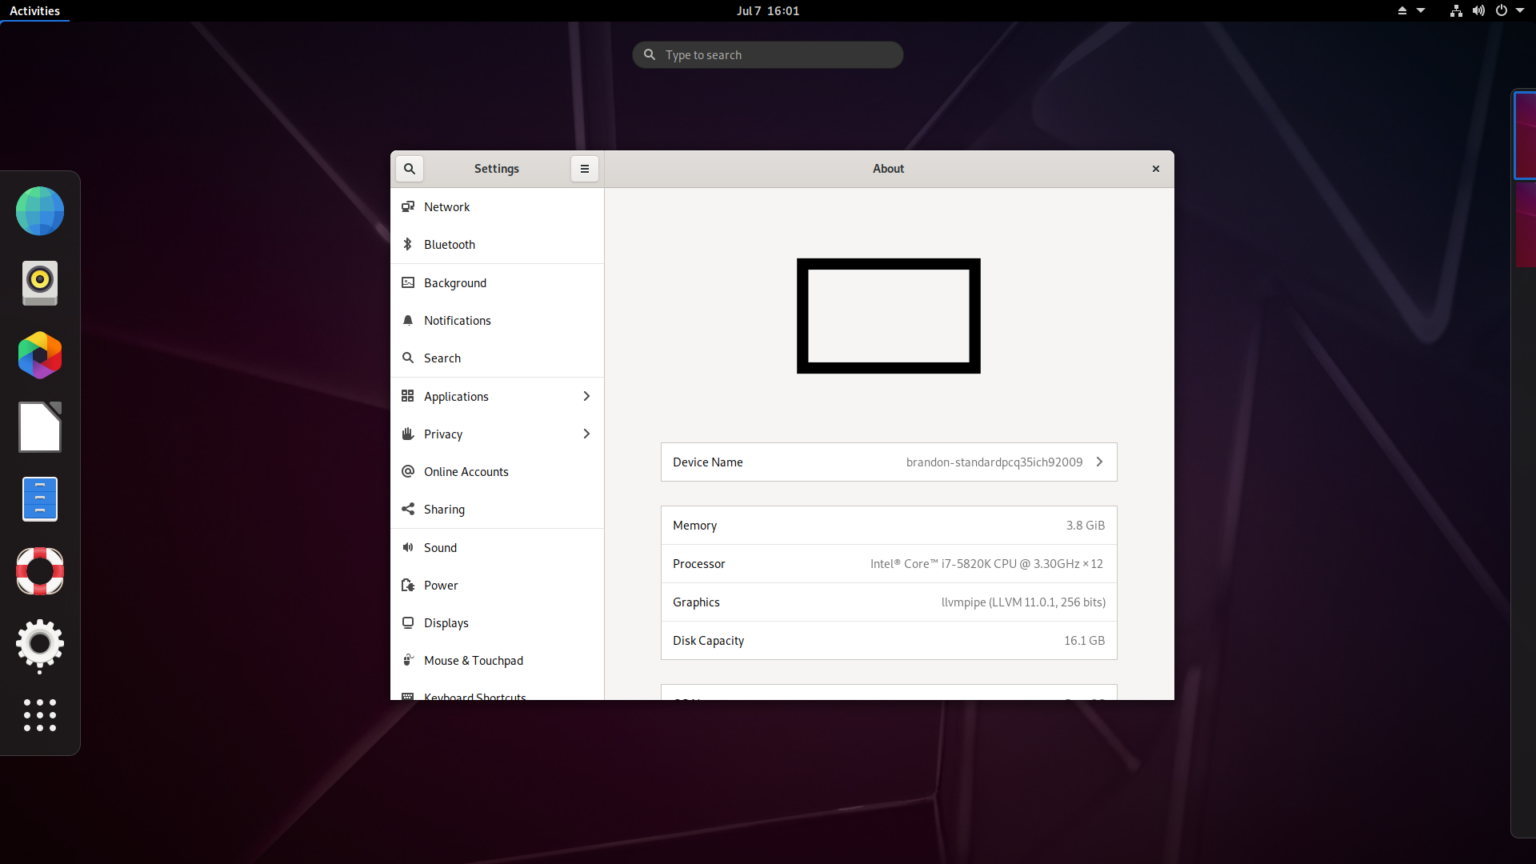 Activities
Jul 7 16:01
Type to search
Settings
About
Network
Bluetooth
Background
Notifications
Search
Applications
Privacy
Online Accounts
Sharing
Sound
Power
Displays
Mouse & Touchpad
Keyboard Shortcuts
Device Name brandon-standardpcq35ich92009
Memory 3.8 GiB
Processor Intel® Core™ i7-5820K CPU @ 3.30GHz × 12
Graphics llvmpipe (LLVM 11.0.1, 256 bits)
Disk Capacity 16.1 GB